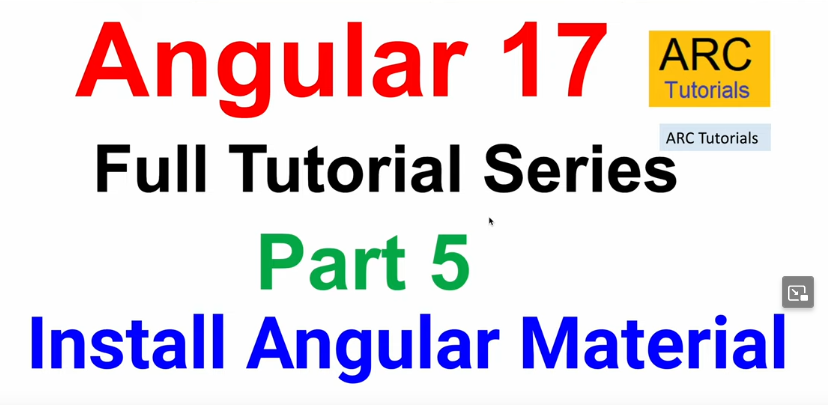 Angular 17
ARC
Tutorials
ARC Tutorials
Full Tutorial Series
Part 5
Install Angular Material